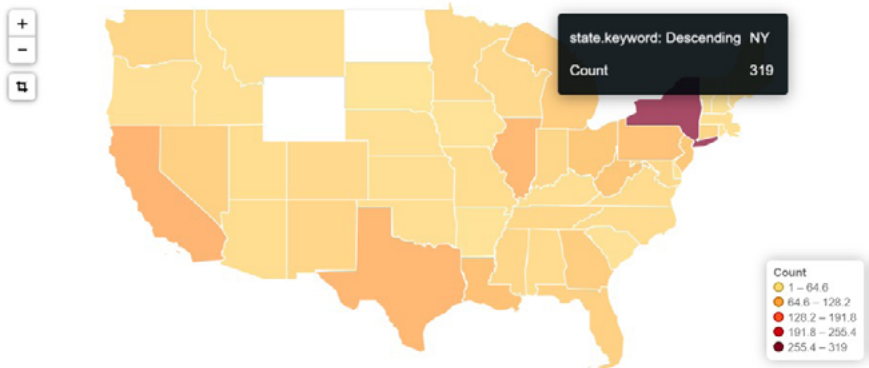 +
−
state.keyword: Descending NY
Count 319
Count
1 – 64.6
64.6 – 128.2
128.2 – 191.8
191.8 – 255.4
255.4 – 319